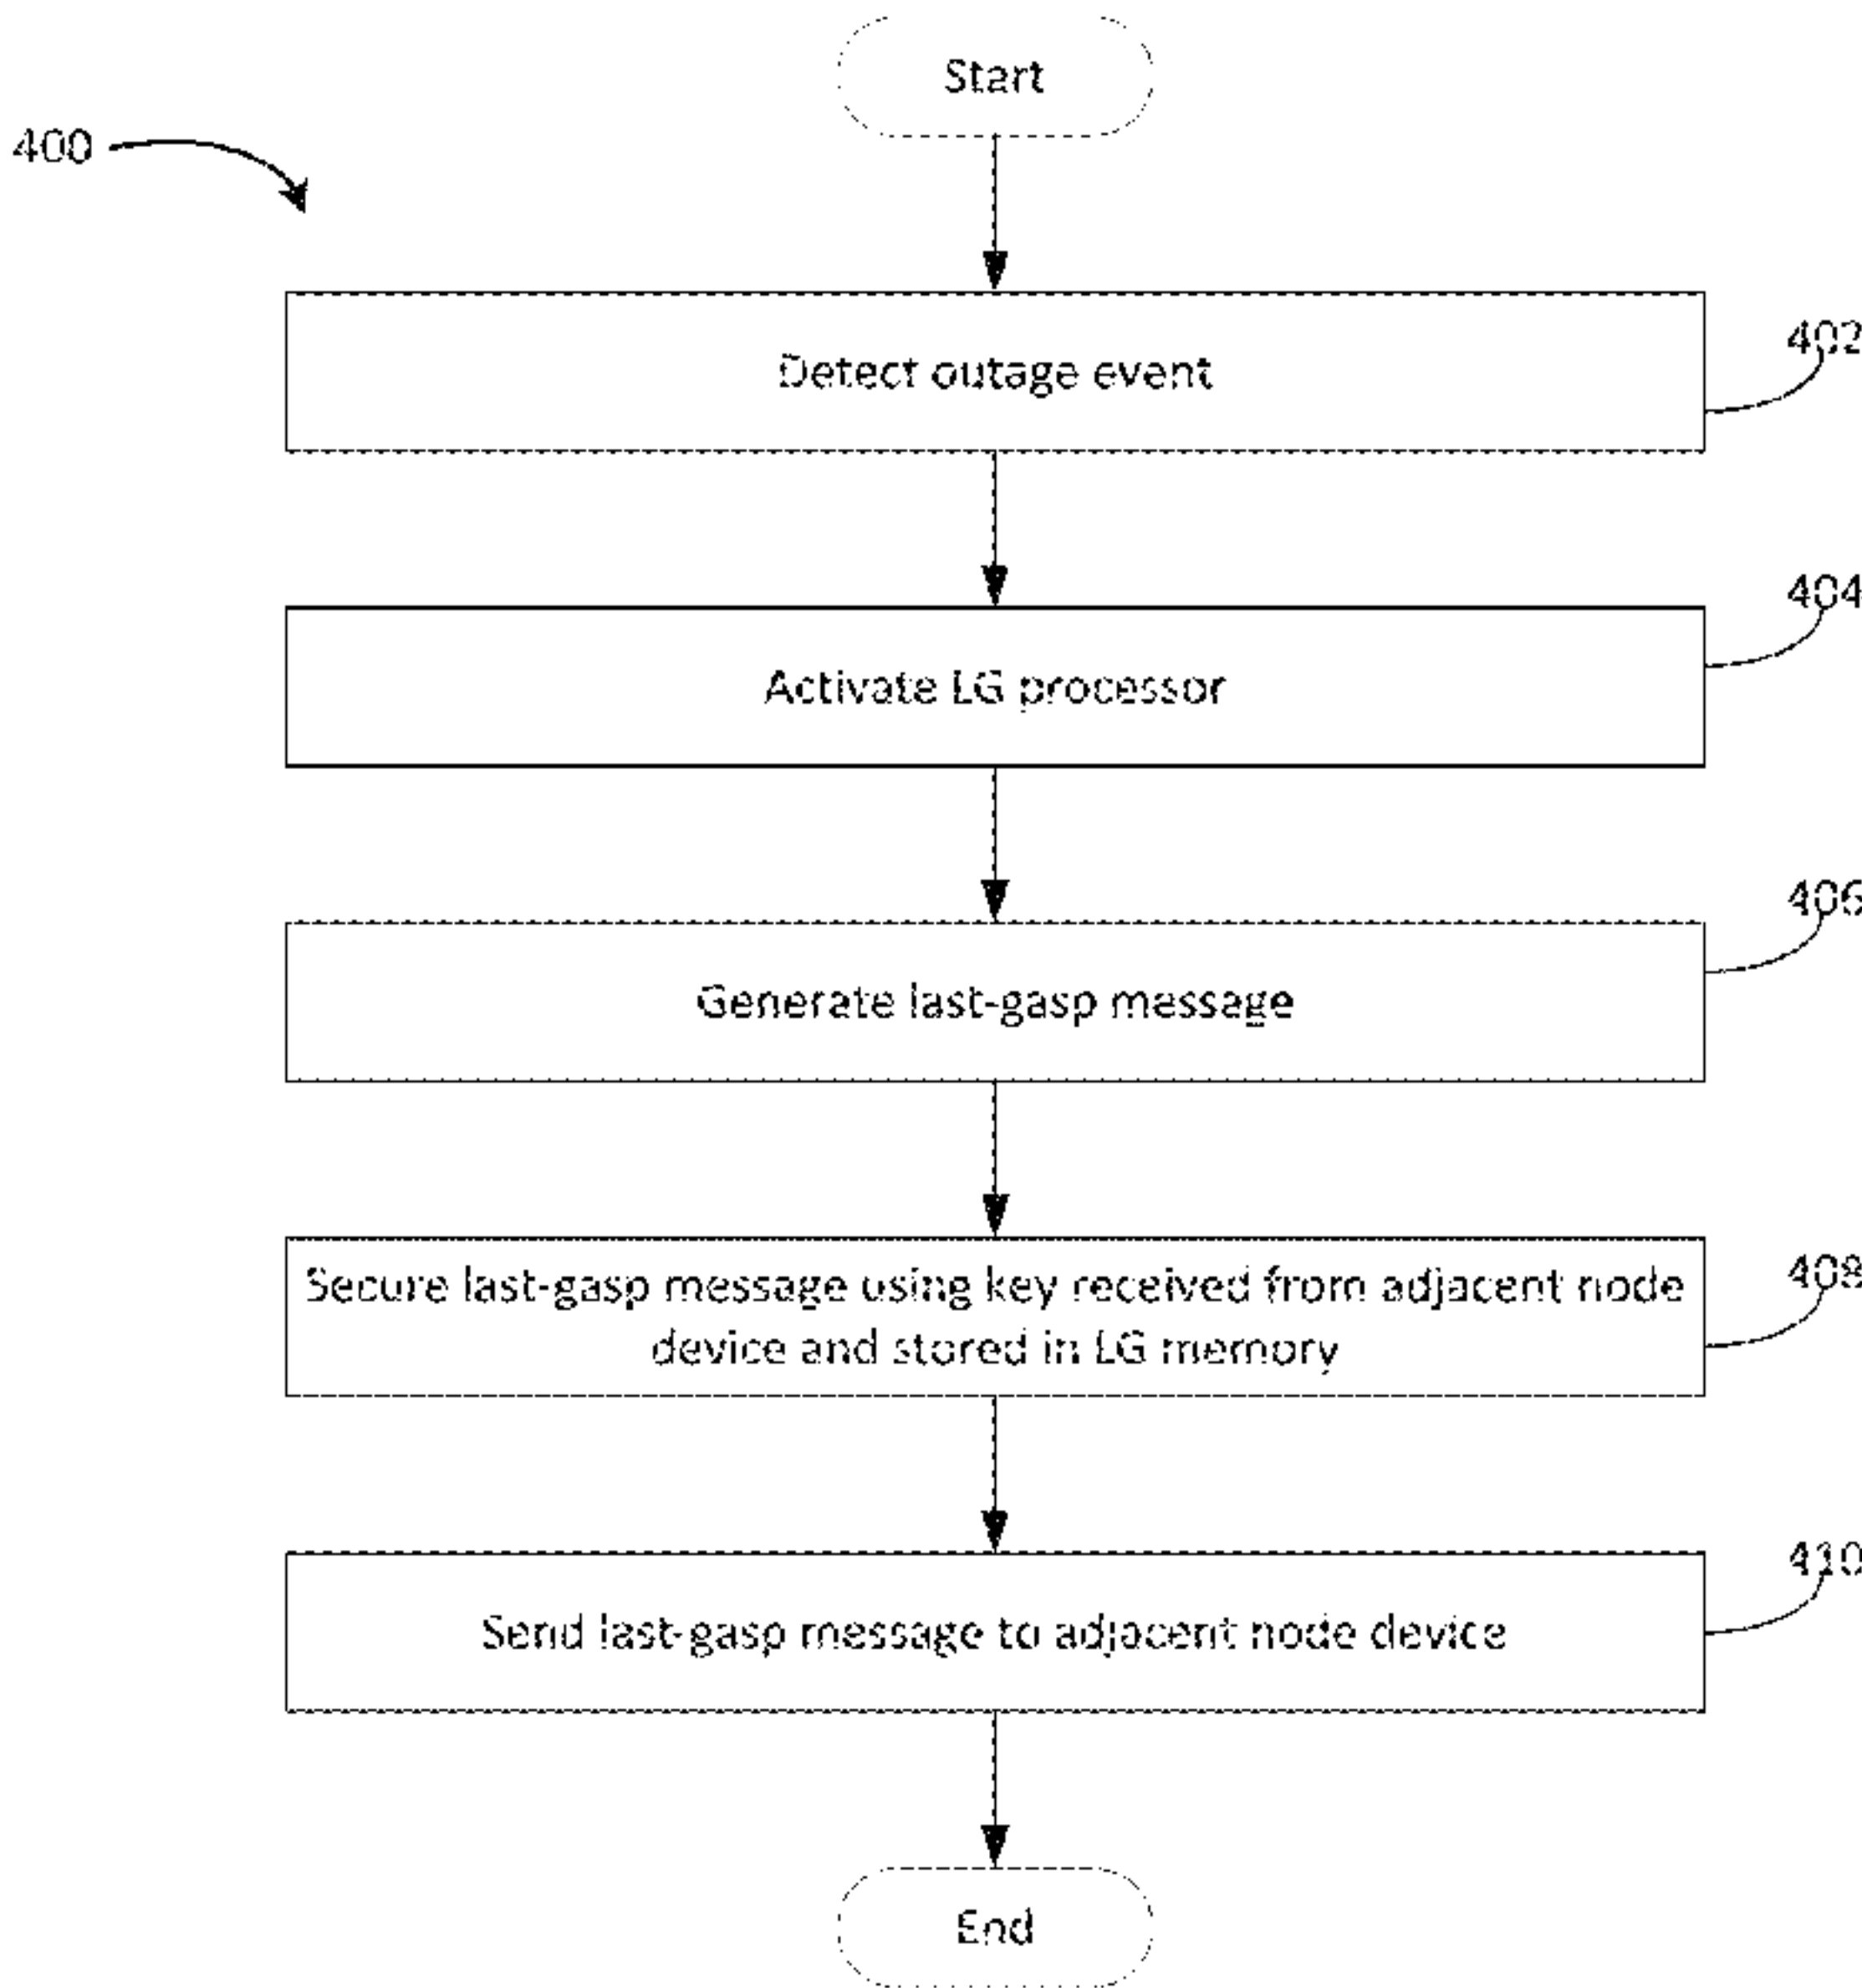 Start
400
Detect outage event
402
Activate LG processor
404
Generate last-gasp message
406
Secure last-gasp message using key received from adjacent node
device and stored in LG memory
408
Send last-gasp message to adjacent node device
410
End